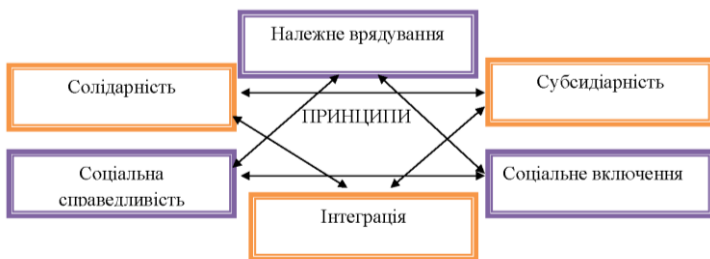 Належне врядування
Солідарність
Субсидіарність
ПРИНЦИПИ
Соціальна
справедливість
Соціальне включення
Інтеграція